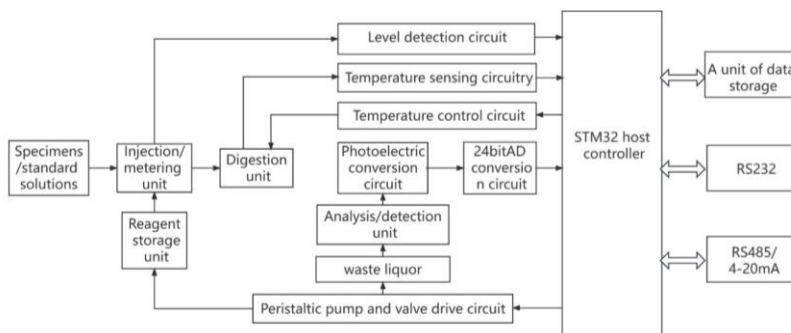 Level detection circuit
Temperature sensing circuitry
Temperature control circuit
Specimens
/standard
solutions
Injection/
metering
unit
Digestion
unit
Photoelectric
conversion
circuit
24bitAD
conversio
n circuit
STM32 host
controller
A unit of data
storage
RS232
RS485/
4-20mA
Reagent
storage
unit
Analysis/detection
unit
waste liquor
Peristaltic pump and valve drive circuit